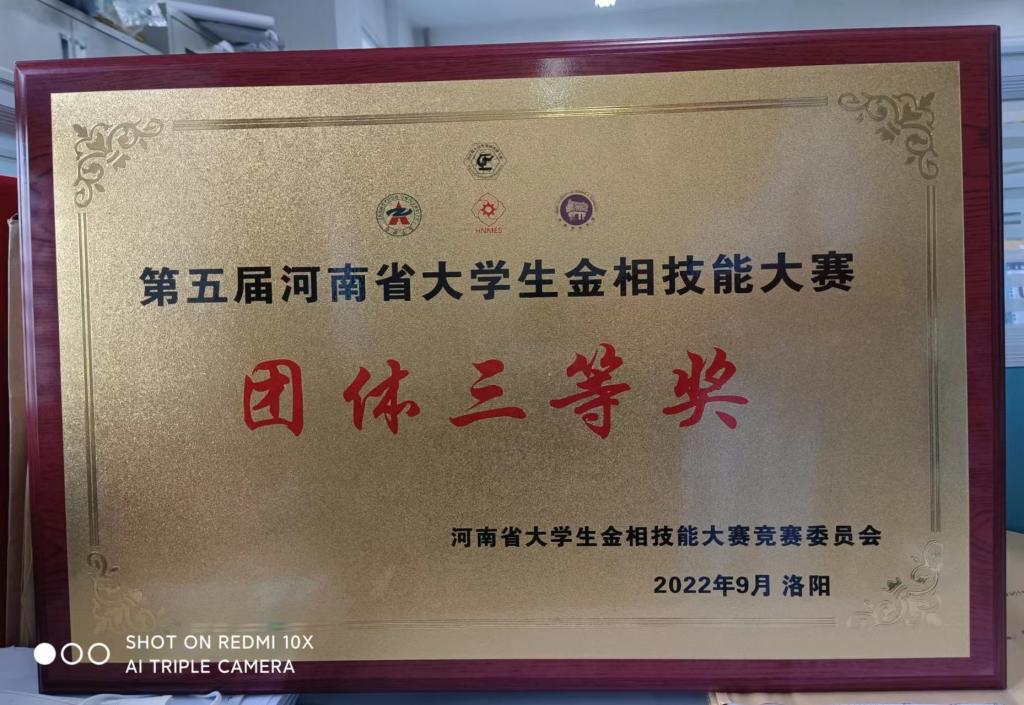 HNMES
第五届河南省大学生金相技能大赛
团体三等奖
河南省大学生金相技能大赛竞赛委员会
2022年9月 洛阳
SHOT ON REDMI 10X
AI TRIPLE CAMERA